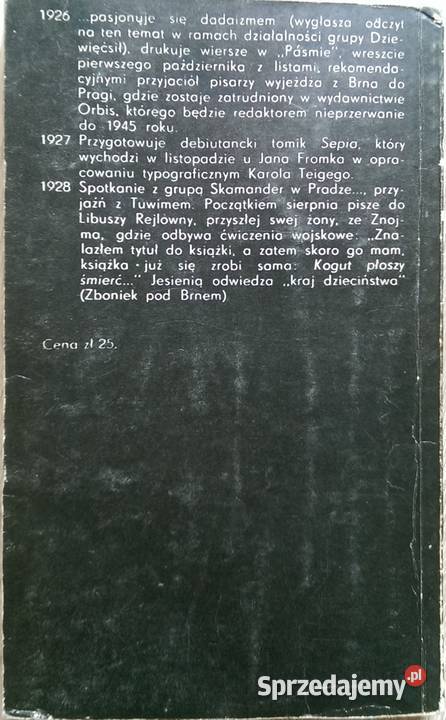 1926 ...pasjonuje się dadaizmem (wygłasza odczyt
na ten temat w ramach działalności grupy Dzie-
więćsił), drukuje wiersze w „Pásmie", wreszcie
pierwszego października z listami, rekomenda-
cyjnymi przyjaciół pisarzy wyjeżdża z Brna do
Pragi, gdzie zostaje zatrudniony w wydawnictwie
Orbis, którego będzie redaktorem nieprzerwanie
do 1945 roku.
1927 Przygotowuje debiutancki tomik Sepia, który
wychodzi w listopadzie u Jana Fromka w opra-
cowaniu typograficznym Karola Teigego.
1928 Spotkanie z grupą Skamander w Pradze..., przy-
jaźń z Tuwimem. Początkiem sierpnia pisze do
Libuszy Rejlówny, przyszłej swej żony, ze Znoj-
ma, gdzie odbywa ćwiczenia wojskowe: „Zna-
lazłem tytuł do książki, a zatem skoro go mam,
książka - już się zrobi sama: Kogut płoszy
śmierć..." Jesienią odwiedza „kraj dzieciństwa"
(Zboniek pod Brnem)
Cena zł 25.
Sprzedajemy.pl